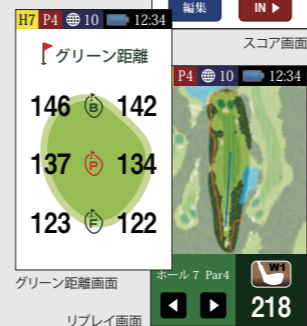 編集 IN ▶
スコア画面
H7 P4 10 12:34
グリーン距離
146 B 142
137 P 134
123 F 122
グリーン距離画面
P4 10 12:34
ホール 7 Par4
W1
◀ ▶ 218
リプレイ画面